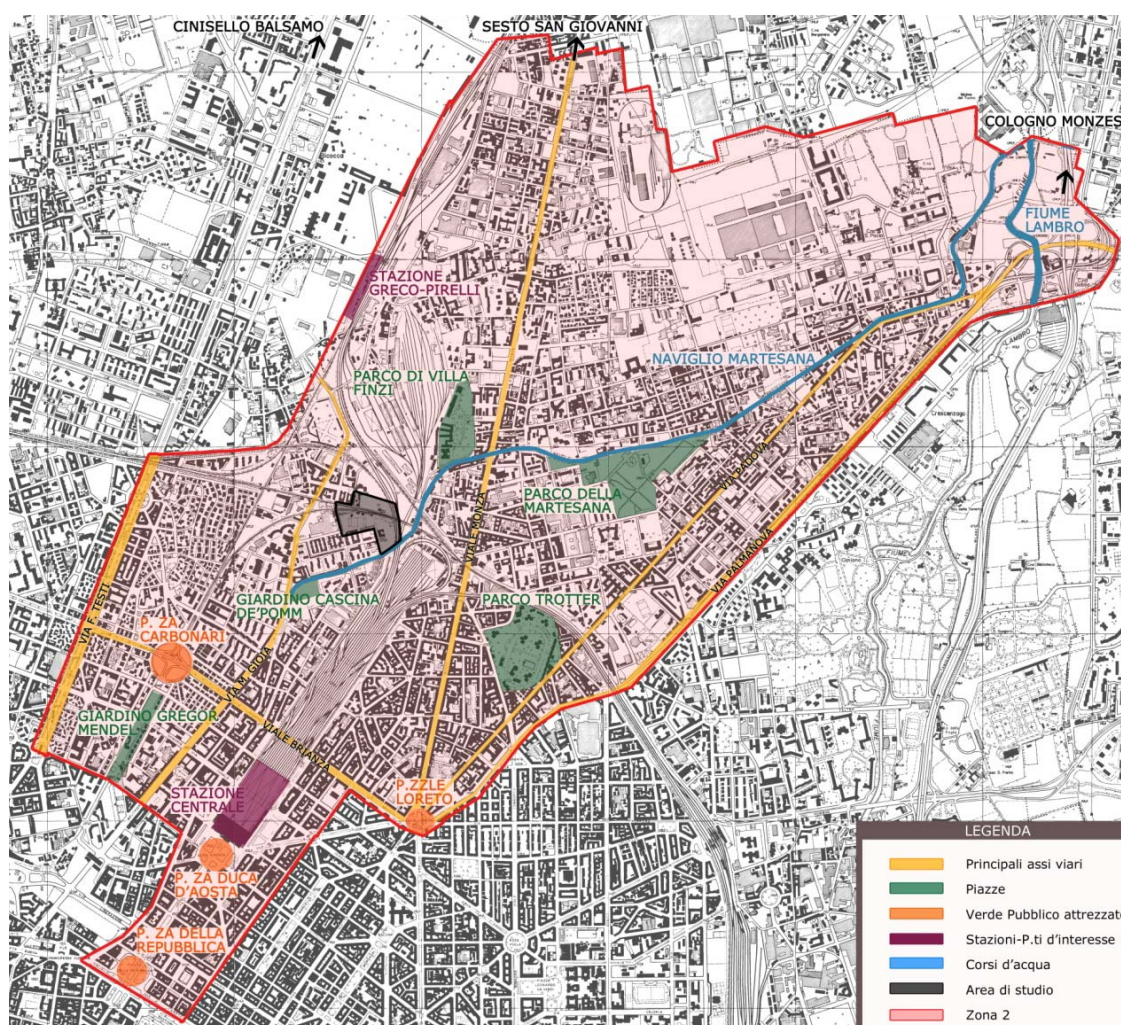 CINISELLO BALSAMO
SESTO SAN GIOVANNI
COLOGNO MONZES
FIUME
LAMBRO
STAZIONE
GRECO-PIRELLI
NAVIGLIO MARTESANA
PARCO DI VILLA
FINZI
PARCO DELLA
MARTESANA
VIA PADOVA
VIALE MONZA
VIA PALMANOVA
GIARDINO CASCINA
DE'POMM
PARCO TROTTER
VIA F. TESTI
P. ZA
CARBONARI
VIA M. GIOIA
GIARDINO GREGOR
MENDEL
VIALE BRIANZA
STAZIONE
CENTRALE
P.ZZLE
LORETO
P. ZA DUCA
D'AOSTA
P. ZA DELLA
REPUBBLICA
FIUME
LEGENDA
Principali assi viari
Piazze
Verde Pubblico attrezzato
Stazioni-P.ti d'interesse
Corsi d'acqua
Area di studio
Zona 2